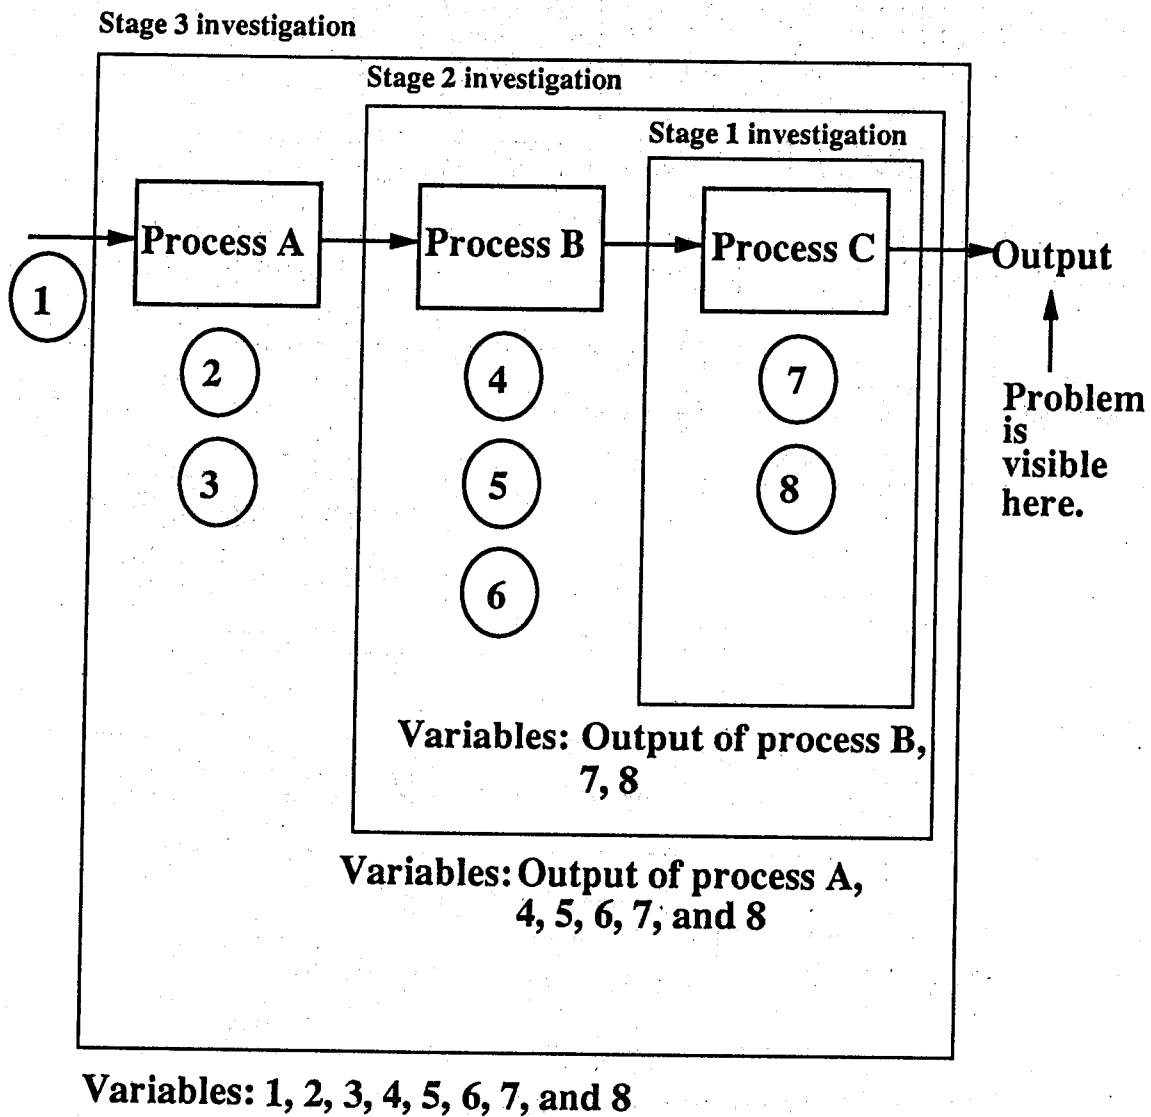 Stage 3 investigation
Stage 2 investigation
Stage 1 investigation
Process A
Process B
Process C
Output
1
2
4
7
Problem
is
visible
here.
3
5
8
6
Variables: Output of process B,
7, 8
Variables: Output of process A,
4, 5, 6, 7, and 8
Variables: 1, 2, 3, 4, 5, 6, 7, and 8